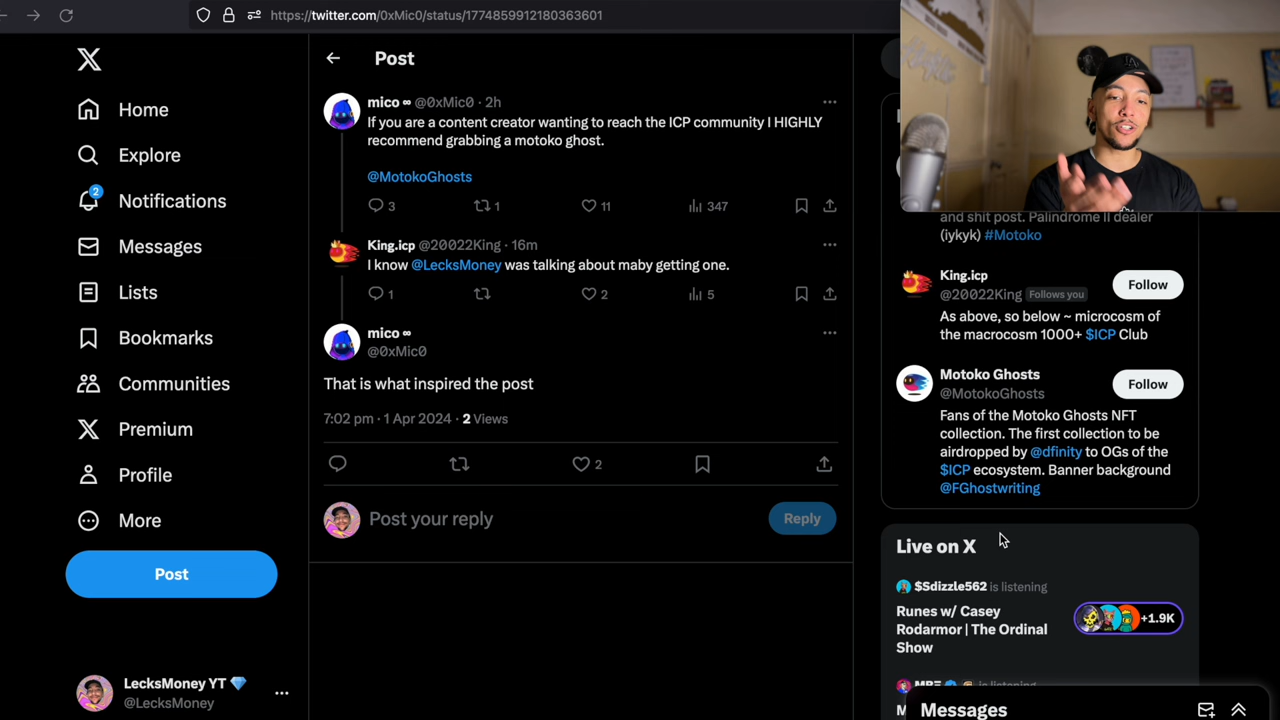 https://twitter.com/0xMic0/status/1774859912180363601
Home
Explore
2
Notifications
Messages
Lists
Bookmarks
Communities
Premium
Profile
More
Post
LecksMoney YT 💎
@LecksMoney
Post
mico ∞ @0xMic0 · 2h
If you are a content creator wanting to reach the ICP community I HIGHLY
recommend grabbing a motoko ghost.
@MotokoGhosts
3 1 11 347
King.icp @20022King · 16m
I know @LecksMoney was talking about maby getting one.
1 2 5
mico ∞
@0xMic0
That is what inspired the post
7:02 pm · 1 Apr 2024 · 2 Views
2
Post your reply
Reply
and shit post. Palindrome II dealer
(iykyk) #Motoko
King.icp
@20022King Follows you
Follow
As above, so below ~ microcosm of
the macrocosm 1000+ $ICP Club
Motoko Ghosts
@MotokoGhosts
Follow
Fans of the Motoko Ghosts NFT
collection. The first collection to be
airdropped by @dfinity to OGs of the
$ICP ecosystem. Banner background
@FGhostwriting
Live on X
$Sdizzle562 is listening
Runes w/ Casey
Rodarmor | The Ordinal
Show
+1.9K
is listening
Messages